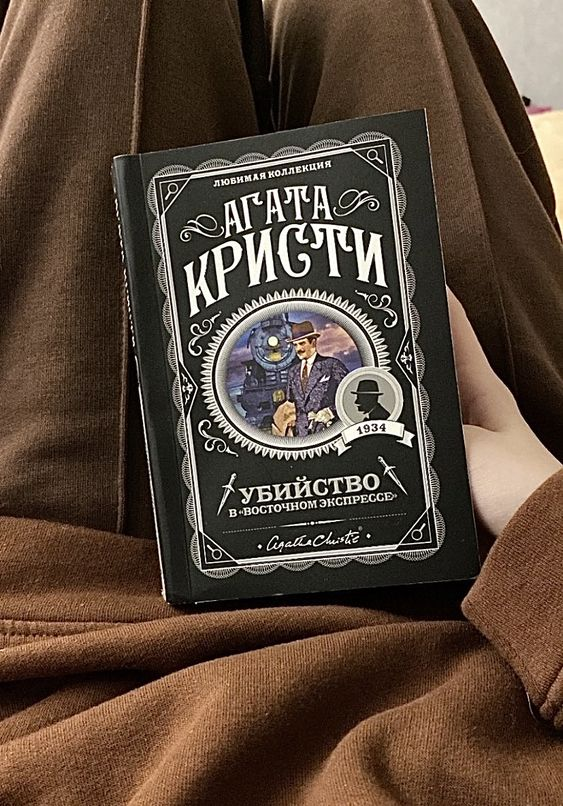 ЛЮБИМАЯ КОЛЛЕКЦИЯ
АГАТА
КРИСТИ
1934
УБИЙСТВО
В «ВОСТОЧНОМ ЭКСПРЕССЕ»
Agatha Christie®